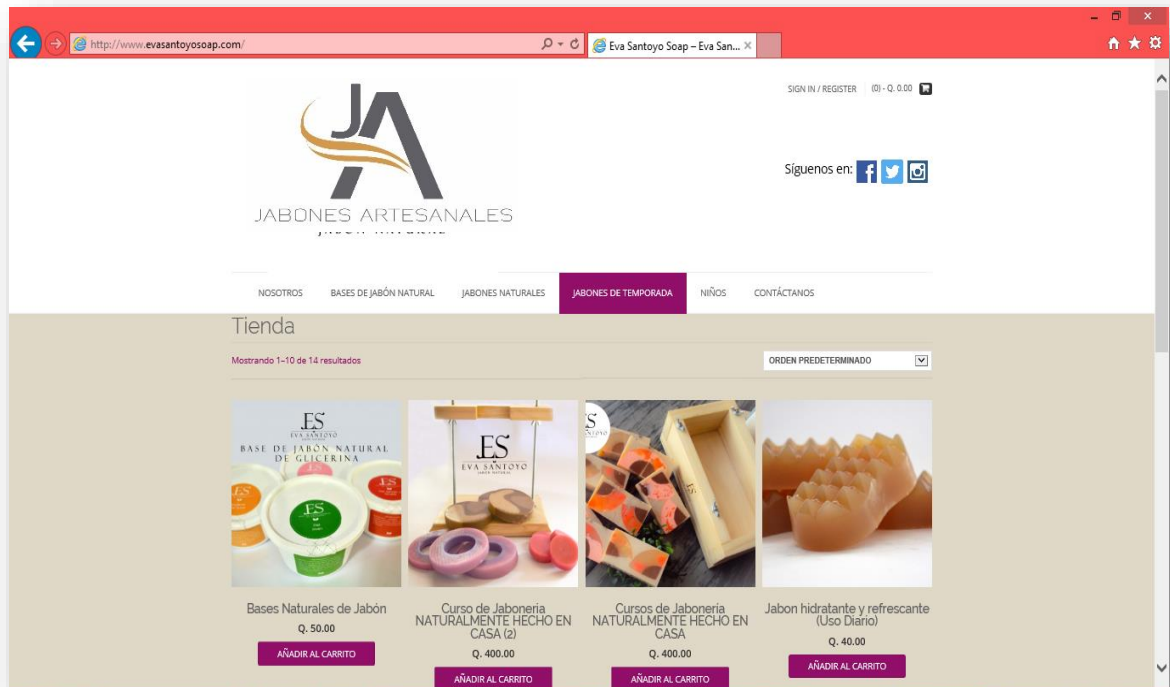 http://www.evasantoyosoap.com/
Eva Santoyo Soap – Eva San...
SIGN IN / REGISTER
(0) - Q. 0.00
JA
JABONES ARTESANALES
Síguenos en:
NOSOTROS
BASES DE JABÓN NATURAL
JABONES NATURALES
JABONES DE TEMPORADA
NIÑOS
CONTÁCTANOS
Tienda
Mostrando 1–10 de 14 resultados
ORDEN PREDETERMINADO
ES
EVA SANTOYO
BASE DE JABÓN NATURAL
DE GLICERINA
ES
ES
ES
ES
EVA SANTOYO
JABÓN NATURAL
Bases Naturales de Jabón
Q. 50.00
AÑADIR AL CARRITO
Curso de Jaboneria
NATURALMENTE HECHO EN
CASA (2)
Q. 400.00
AÑADIR AL CARRITO
Cursos de Jabonería
NATURALMENTE HECHO EN
CASA
Q. 400.00
AÑADIR AL CARRITO
Jabon hidratante y refrescante
(Uso Diario)
Q. 40.00
AÑADIR AL CARRITO